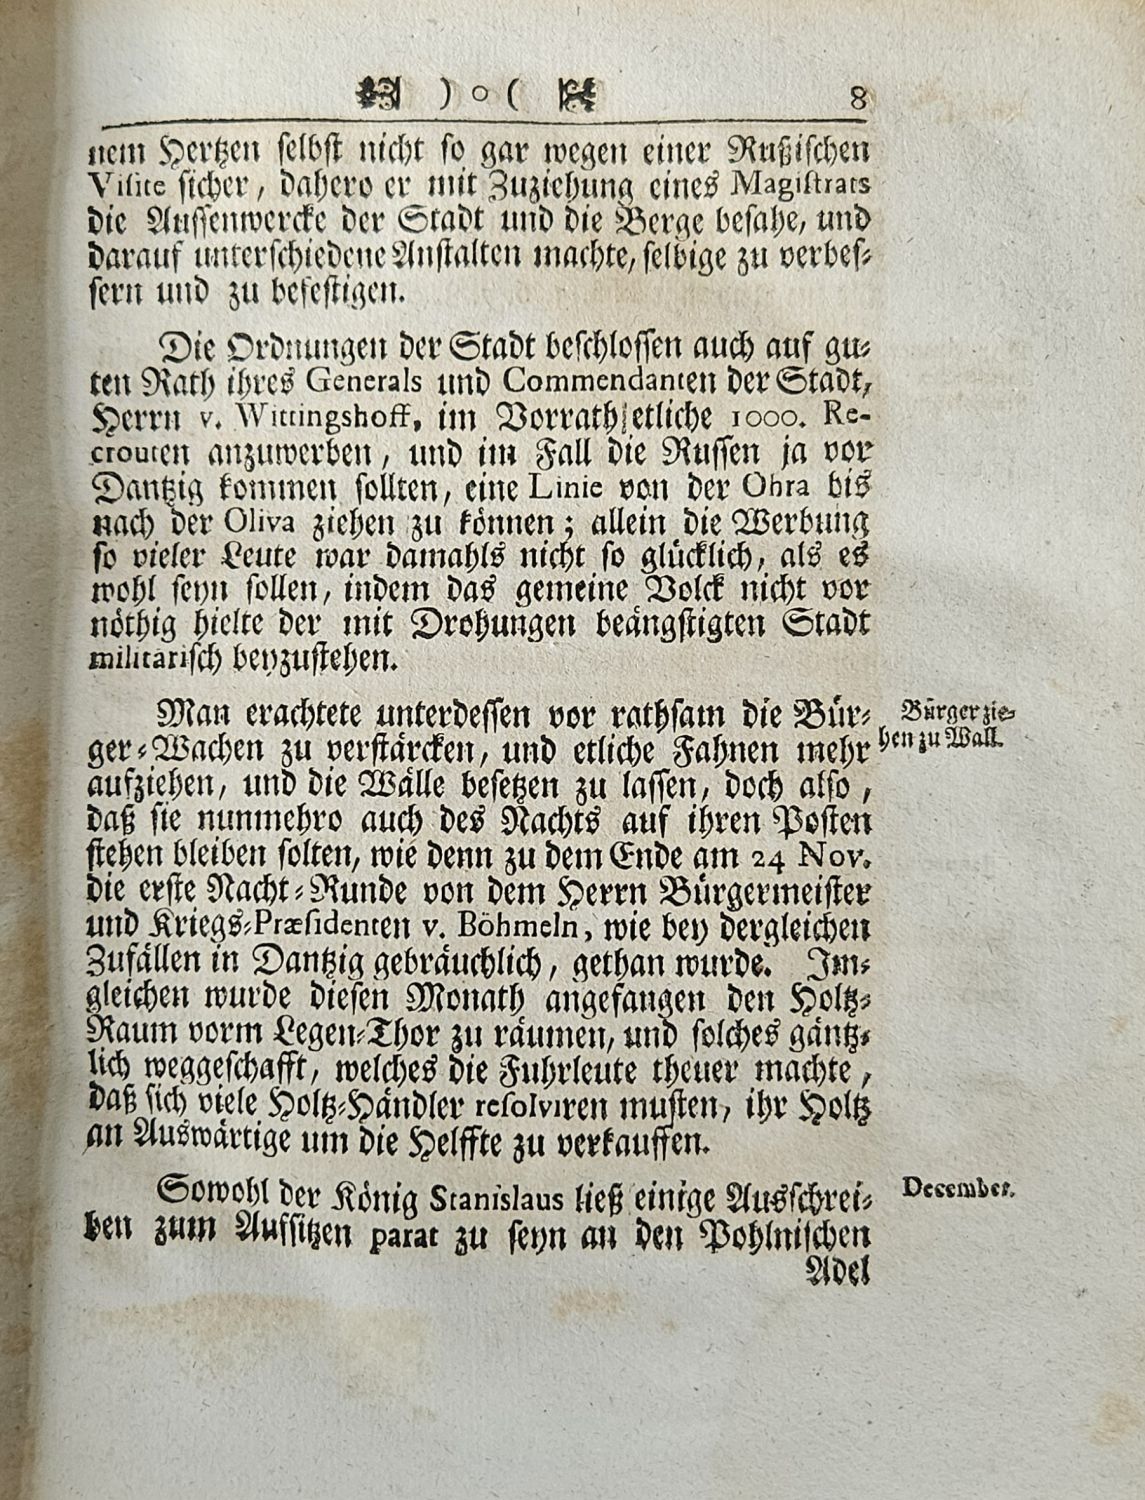 ) o ( 8
nem Hertzen selbst nicht so gar wegen einer Rußischen
Visite sicher, dahero er mit Zuziehung eines Magistrats
die Aussenwercke der Stadt und die Berge besahe, und
darauf unterschiedene Anstalten machte, selbige zu verbes-
sern und zu befestigen.
Die Ordnungen der Stadt beschlossen auch auf gu-
ten Rath ihres Generals und Commendanten der Stadt,
Herrn v. Wittingshoff, im Vorrath etliche 1000. Re-
crouten anzuwerben, und im Fall die Russen ja vor
Dantzig kommen sollten, eine Linie von der Ohra bis
nach der Oliva ziehen zu können; allein die Werbung
so vieler Leute war damahls nicht so glücklich, als es
wohl seyn sollen, indem das gemeine Volck nicht vor
nöthig hielte der mit Drohungen beängstigten Stadt
militarisch beyzustehen.
Man erachtete unterdessen vor rathsam die Bür-
ger-Wachen zu verstärcken, und etliche Fahnen mehr
aufziehen, und die Wälle besetzen zu lassen, doch also,
daß sie nunmehro auch des Nachts auf ihren Posten
stehen bleiben solten, wie denn zu dem Ende am 24 Nov.
die erste Nacht-Runde von dem Herrn Bürgermeister
und Kriegs-Præsidenten v. Böhmeln, wie bey dergleichen
Zufällen in Dantzig gebräuchlich, gethan wurde. Im-
gleichen wurde diesen Monath angefangen den Holtz-
Raum vorm Legen-Thor zu räumen, und solches gäntz-
lich weggeschafft, welches die Fuhrleute theuer machte,
daß sich viele Holtz-Händler resolviren musten, ihr Holtz
an Auswärtige um die Helffte zu verkauffen.
Bürger zie-
hen zu Wall.
Sowohl der König Stanislaus ließ einige Ausschrei-
ben zum Aufsitzen parat zu seyn an den Pohlnischen
Adel
December.